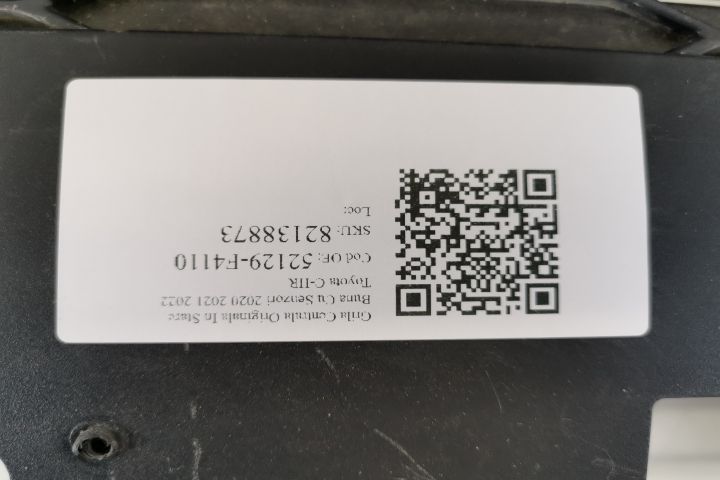 Grila Centrala Originala In Stare
Buna Cu Senzori 2020 2021 2022
Toyota C-HR
Cod OE: 52129-F4110
SKU: 82138873
Loc: